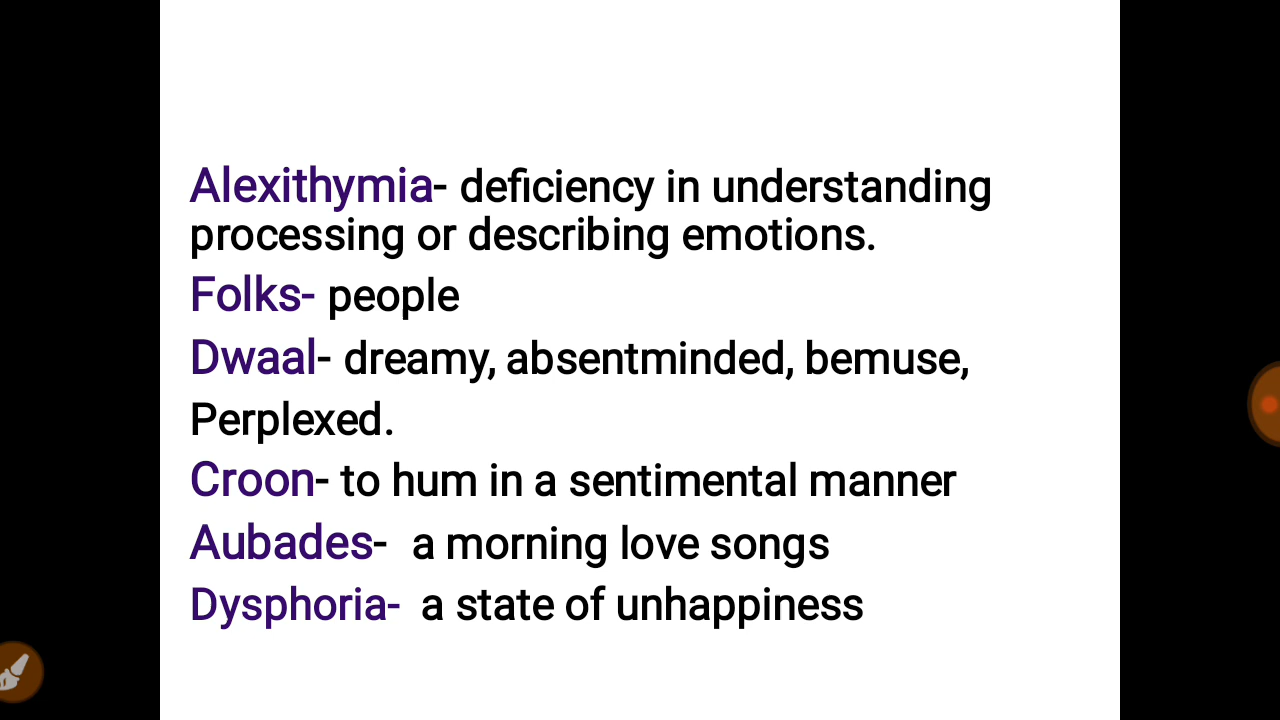 Alexithymia- deficiency in understanding
processing or describing emotions.
Folks- people
Dwaal- dreamy, absentminded, bemuse,
Perplexed.
Croon- to hum in a sentimental manner
Aubades- a morning love songs
Dysphoria- a state of unhappiness